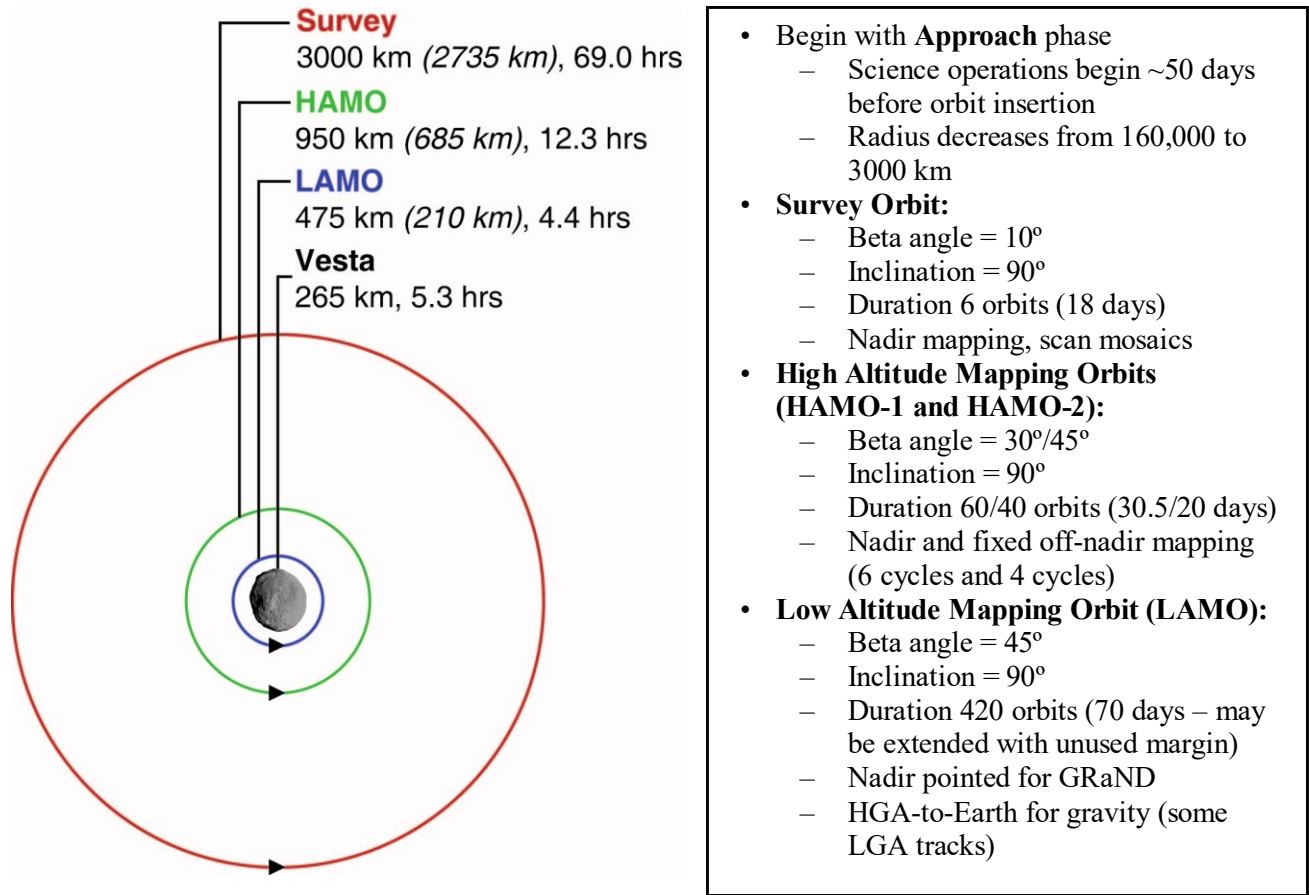 Survey
3000 km (2735 km), 69.0 hrs
HAMO
950 km (685 km), 12.3 hrs
LAMO
475 km (210 km), 4.4 hrs
Vesta
265 km, 5.3 hrs
• Begin with Approach phase
– Science operations begin ~50 days
before orbit insertion
– Radius decreases from 160,000 to
3000 km
• Survey Orbit:
– Beta angle = 10º
– Inclination = 90º
– Duration 6 orbits (18 days)
– Nadir mapping, scan mosaics
• High Altitude Mapping Orbits
(HAMO-1 and HAMO-2):
– Beta angle = 30º/45º
– Inclination = 90º
– Duration 60/40 orbits (30.5/20 days)
– Nadir and fixed off-nadir mapping
(6 cycles and 4 cycles)
• Low Altitude Mapping Orbit (LAMO):
– Beta angle = 45º
– Inclination = 90º
– Duration 420 orbits (70 days – may
be extended with unused margin)
– Nadir pointed for GRaND
– HGA-to-Earth for gravity (some
LGA tracks)